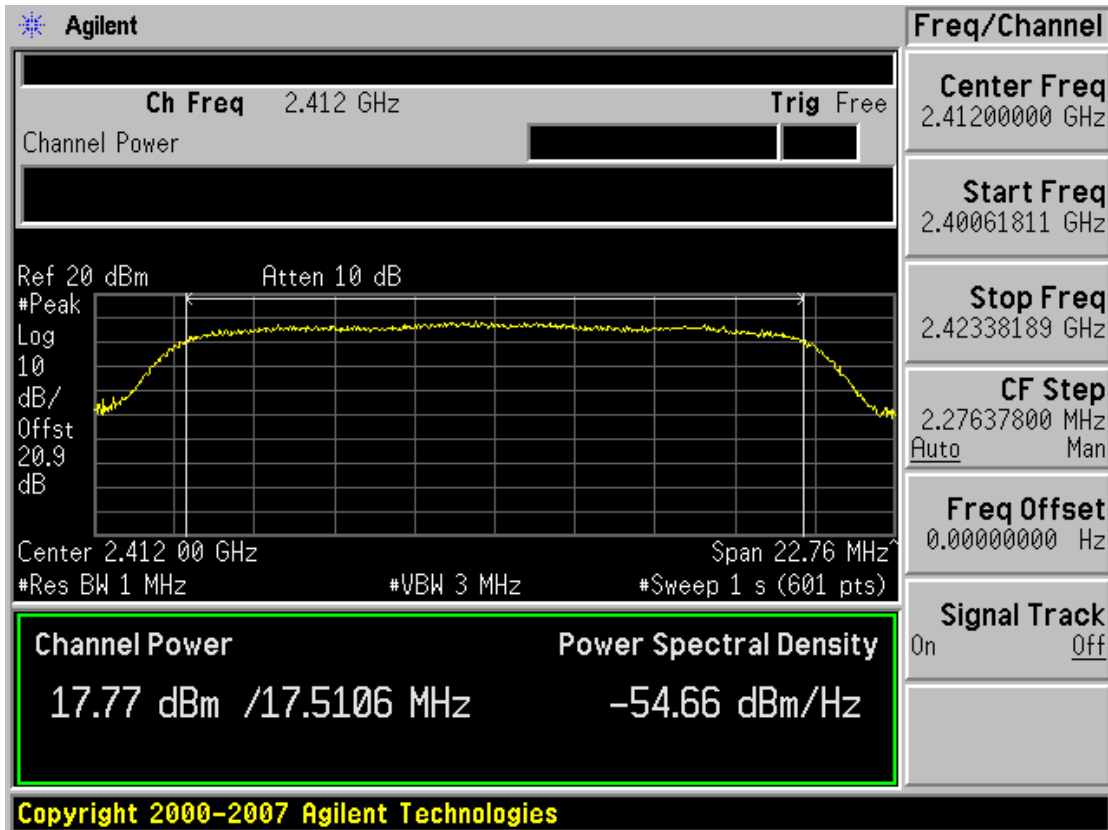 Agilent
Freq/Channel
Ch Freq 2.412 GHz Trig Free
Channel Power
Center Freq
2.41200000 GHz
Start Freq
2.40061811 GHz
Stop Freq
2.42338189 GHz
CF Step
2.27637800 MHz
Auto Man
Freq Offset
0.00000000 Hz
Signal Track
On Off
Ref 20 dBm Atten 10 dB
#Peak
Log
10
dB/
Offst
20.9
dB
Center 2.412 00 GHz Span 22.76 MHz^
#Res BW 1 MHz #VBW 3 MHz #Sweep 1 s (601 pts)
Channel Power Power Spectral Density
17.77 dBm /17.5106 MHz -54.66 dBm/Hz
Copyright 2000-2007 Agilent Technologies